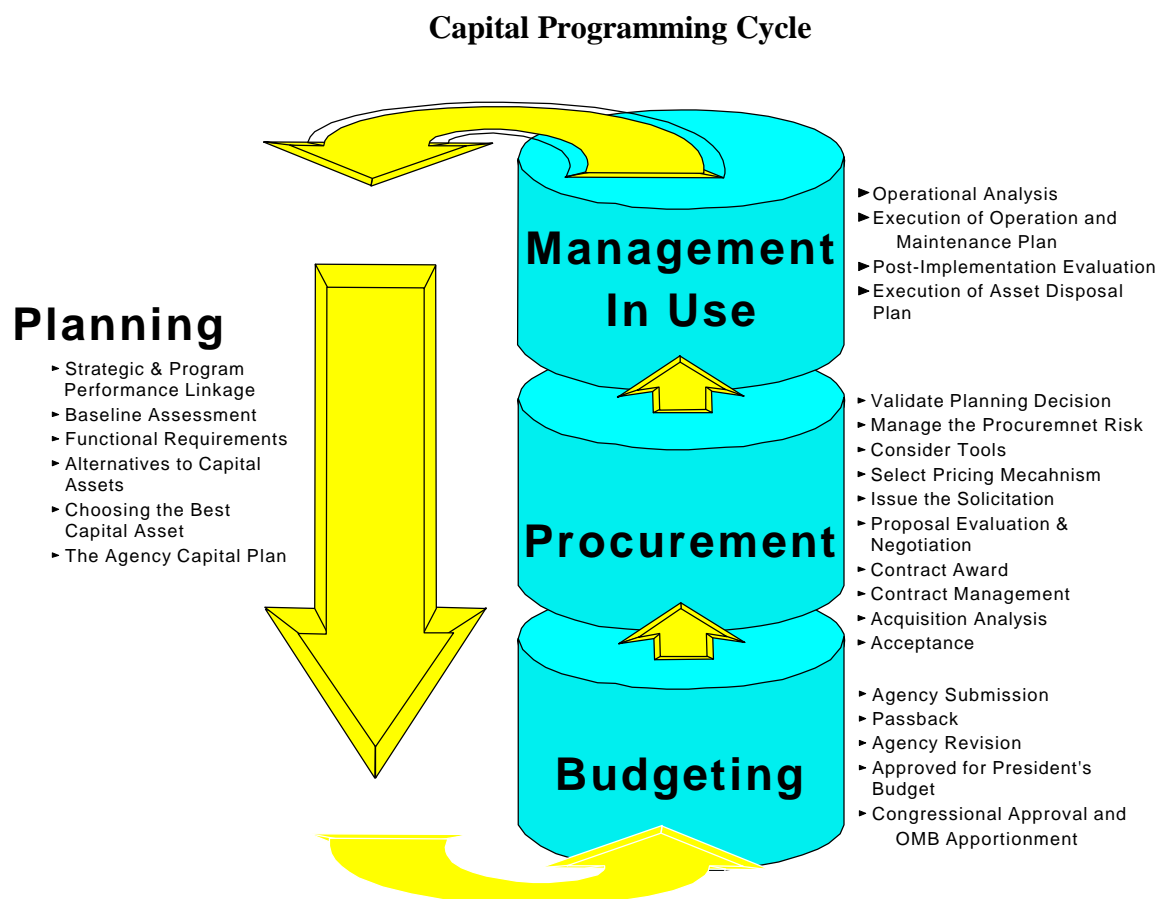 Capital Programming Cycle
Planning
Strategic & Program
Performance Linkage
Baseline Assessment
Functional Requirements
Alternatives to Capital
Assets
Choosing the Best
Capital Asset
The Agency Capital Plan
Management
In Use
Operational Analysis
Execution of Operation and
Maintenance Plan
Post-Implementation Evaluation
Execution of Asset Disposal
Plan
Procurement
Validate Planning Decision
Manage the Procuremnet Risk
Consider Tools
Select Pricing Mecahnism
Issue the Solicitation
Proposal Evaluation &
Negotiation
Contract Award
Contract Management
Acquisition Analysis
Acceptance
Budgeting
Agency Submission
Passback
Agency Revision
Approved for President's
Budget
Congressional Approval and
OMB Apportionment